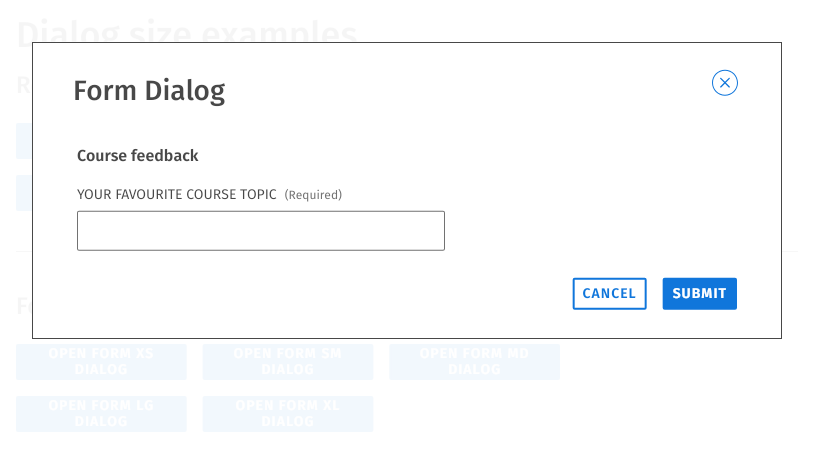 Dialog size examples
Form Dialog
Course feedback
YOUR FAVOURITE COURSE TOPIC (Required)
CANCEL SUBMIT
OPEN FORM XS DIALOG
OPEN FORM SM DIALOG
OPEN FORM MD DIALOG
OPEN FORM LG DIALOG
OPEN FORM XL DIALOG